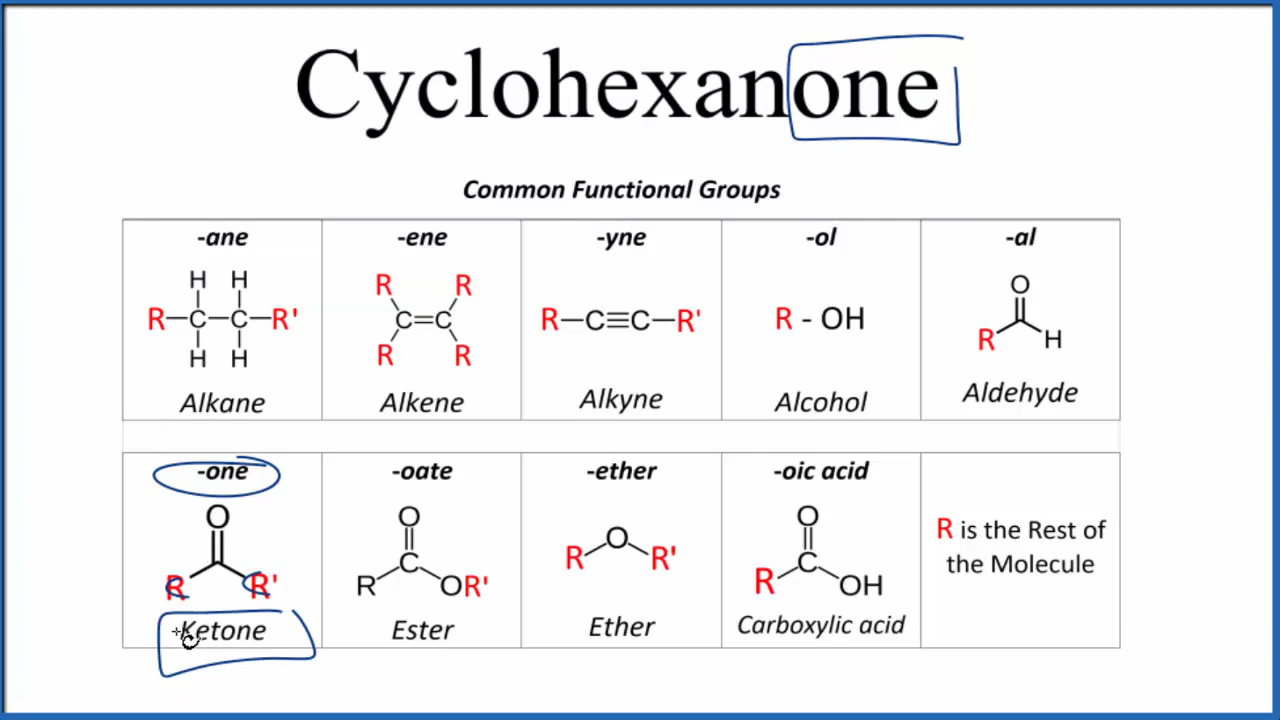 Cyclohexanone
Common Functional Groups
-ane
H H
R C C R'
H H
Alkane
-ene
R R
C=C
R R
Alkene
-yne
R—C≡C—R'
Alkyne
-ol
R - OH
Alcohol
-al
O
R H
Aldehyde
-one
O
R R'
Ketone
-oate
O
C
R OR'
Ester
-ether
O
R R'
Ether
-oic acid
O
C
R OH
Carboxylic acid
R is the Rest of
the Molecule